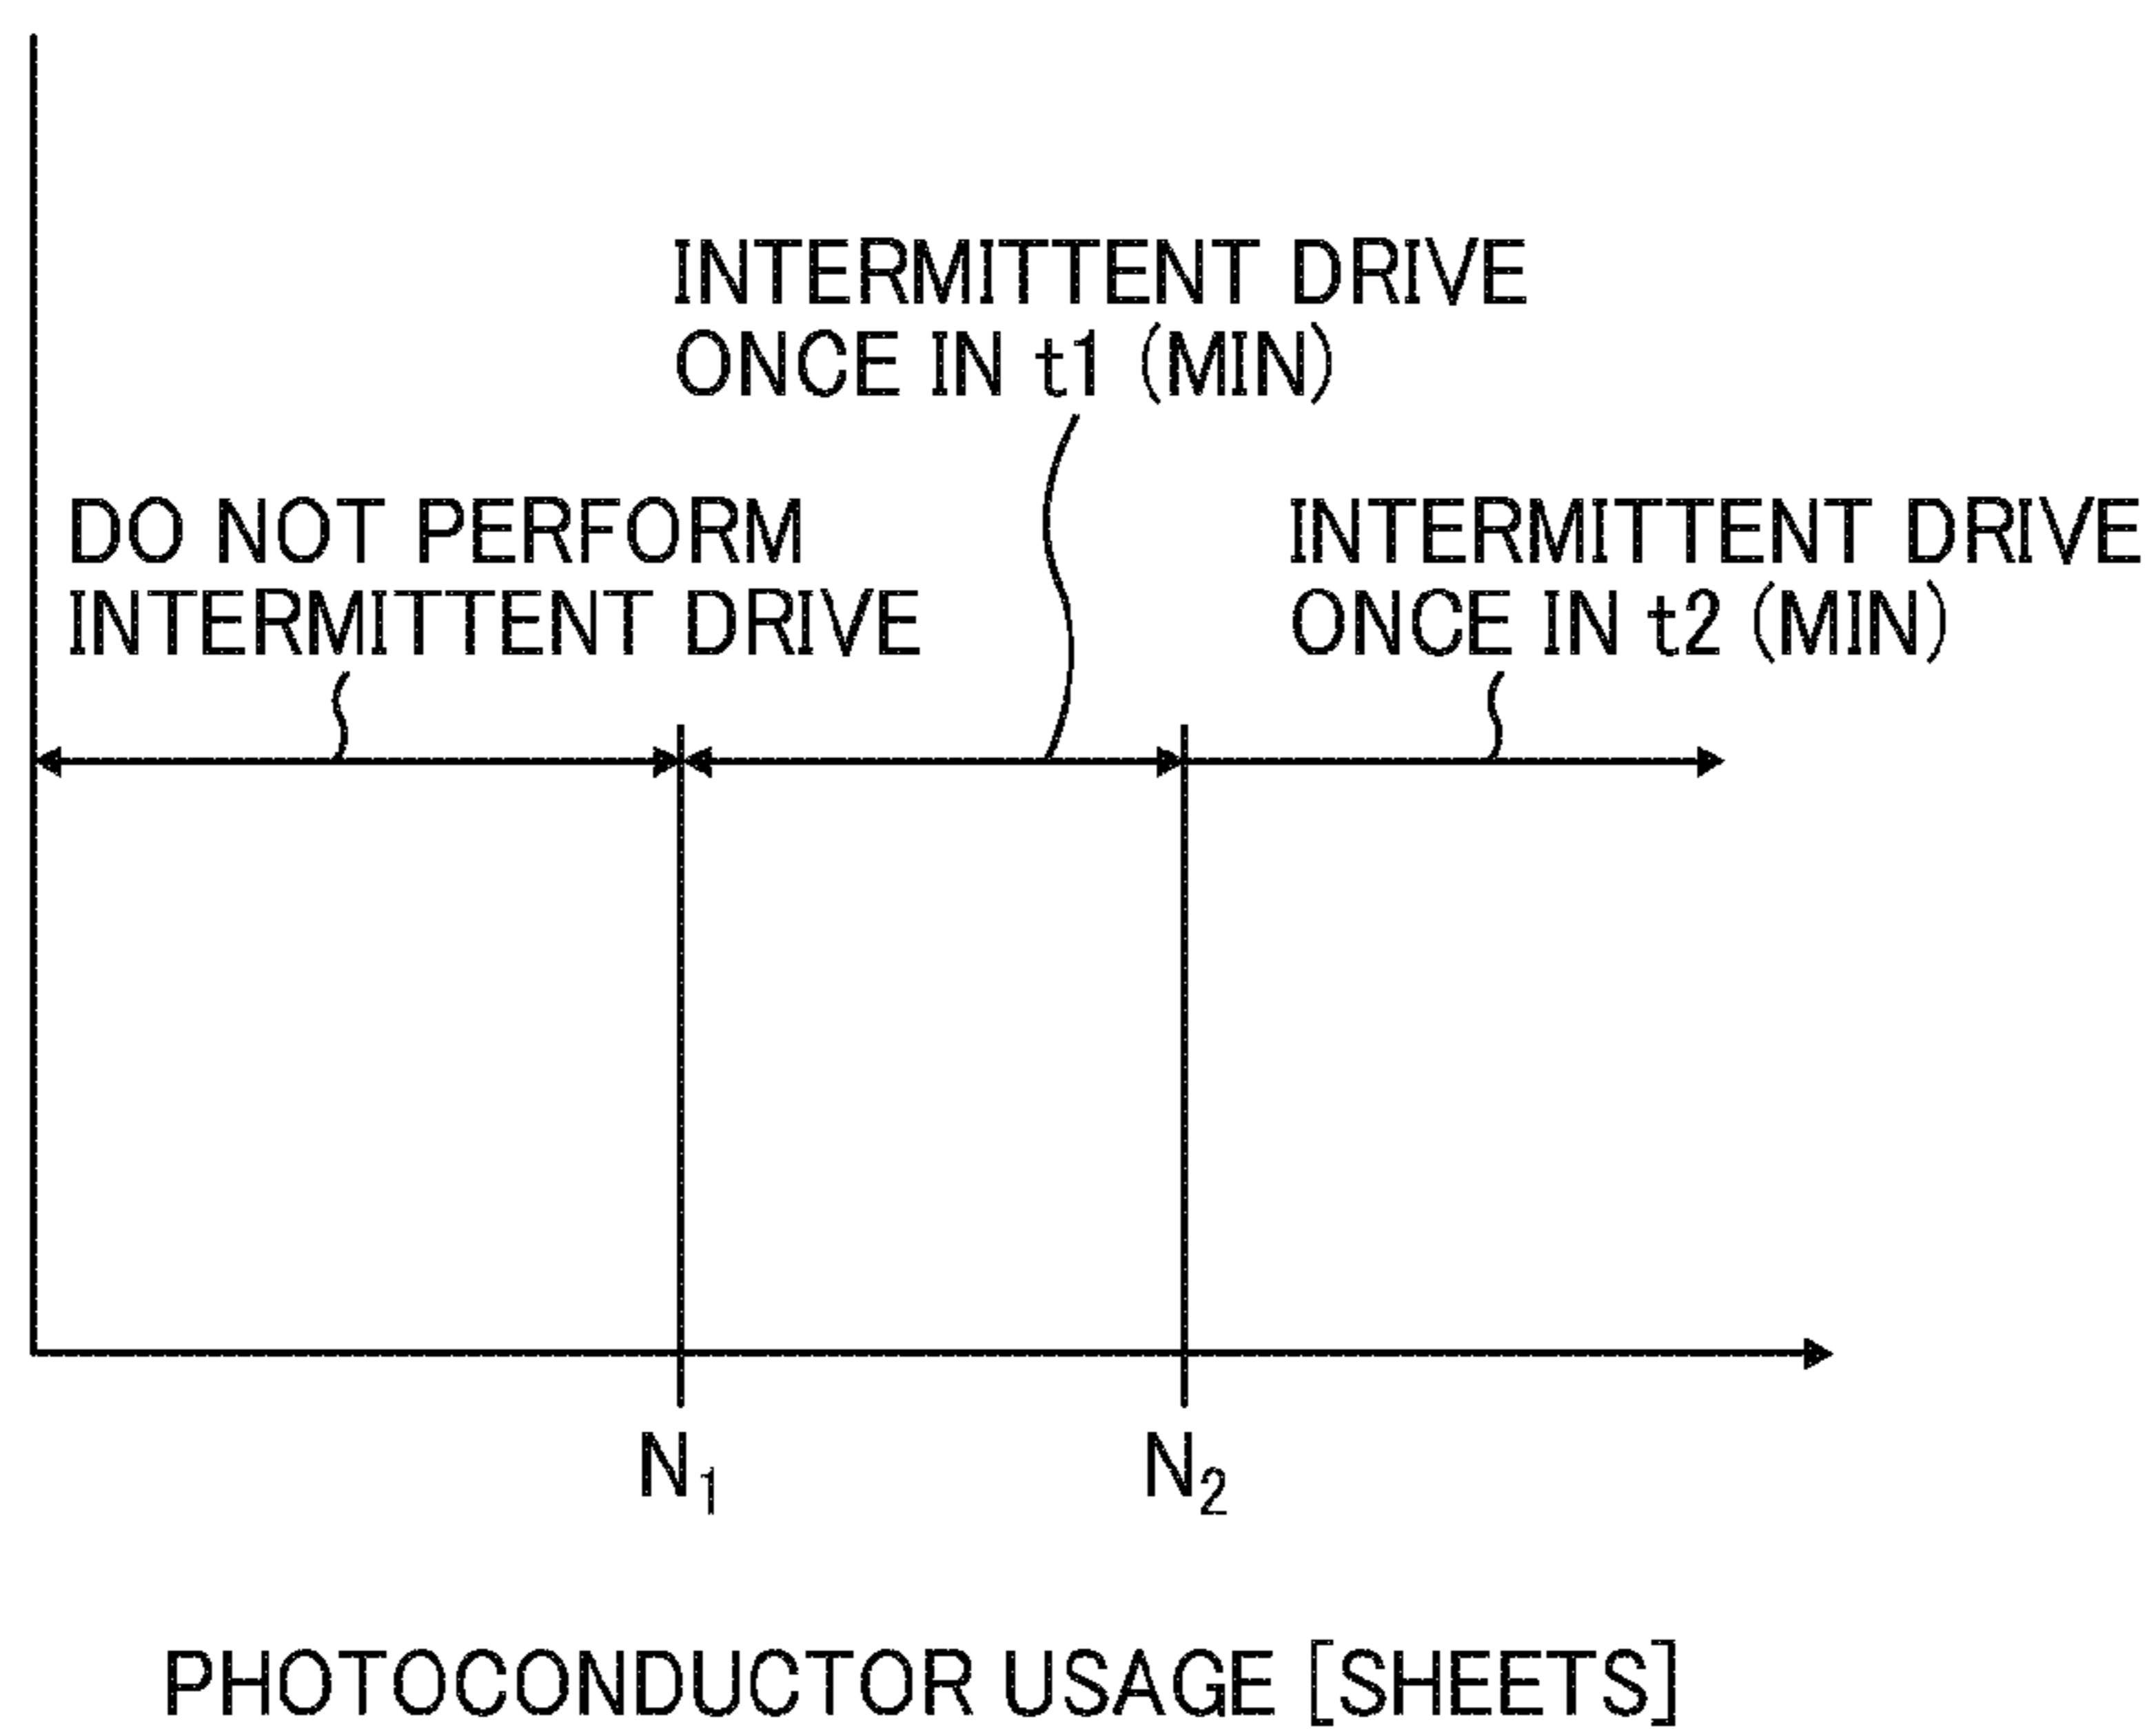 INTERMITTENT DRIVE
ONCE IN t1 (MIN)
DO NOT PERFORM
INTERMITTENT DRIVE
INTERMITTENT DRIVE
ONCE IN t2 (MIN)
N₁
N₂
PHOTOCONDUCTOR USAGE [SHEETS]